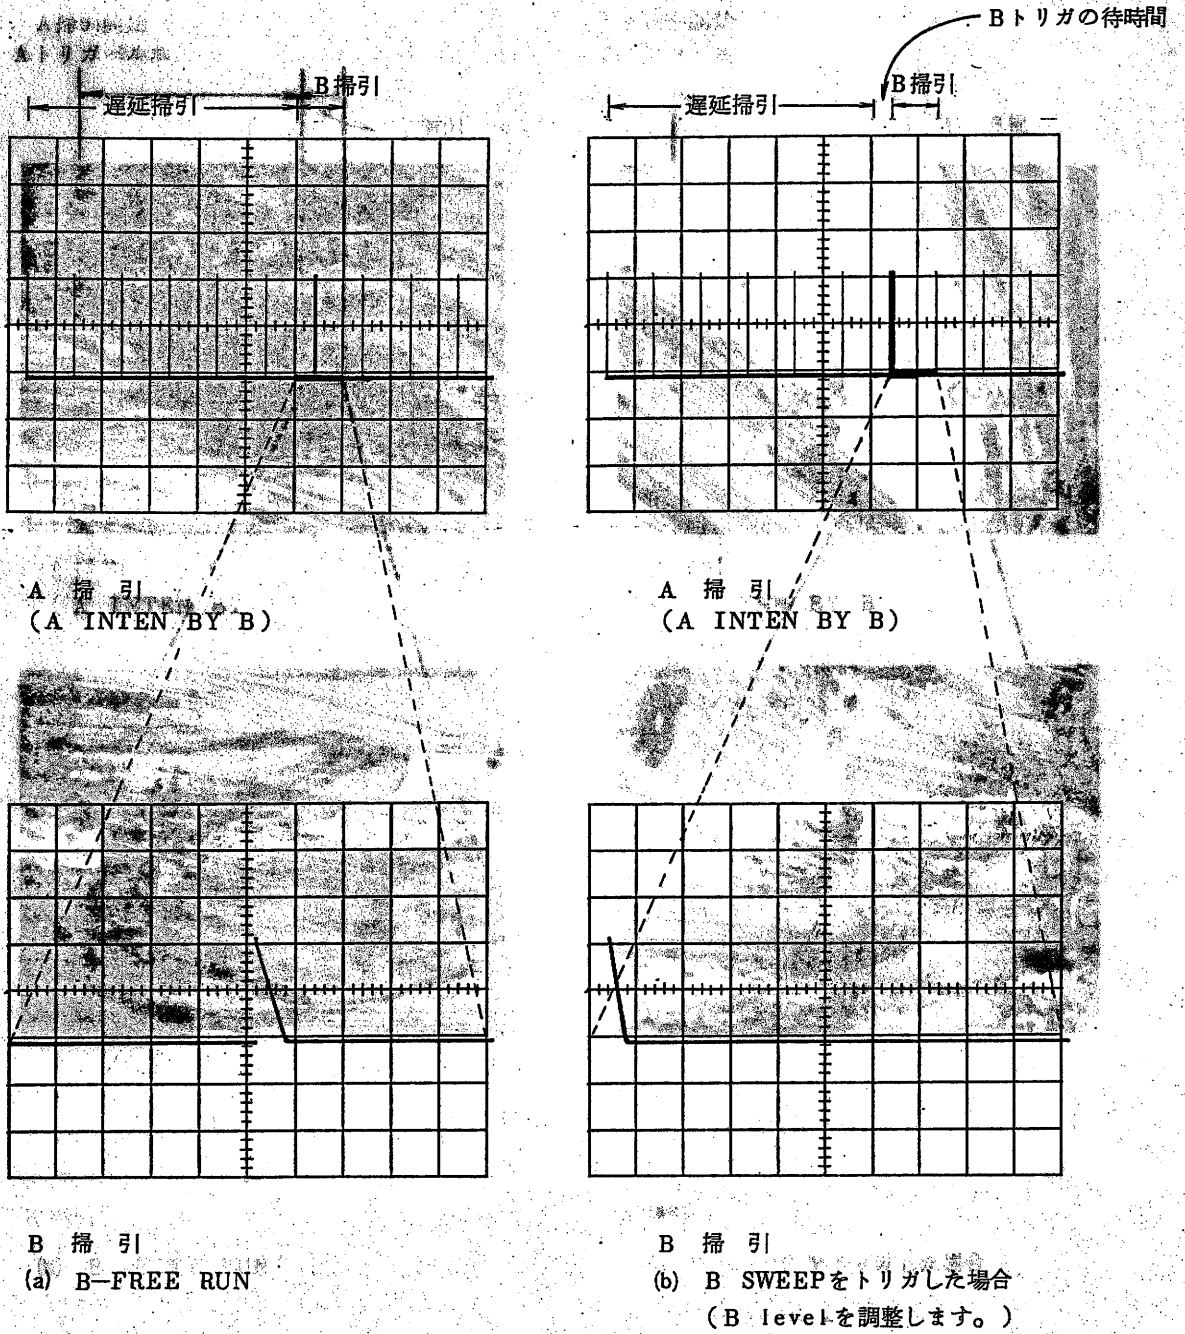 Aトリガ
B掃引
遅延掃引
Bトリガの待時間
B掃引
遅延掃引
A 掃 引
(A INTEN BY B)
A 掃 引
(A INTEN BY B)
B 掃 引
(a) B—FREE RUN
B 掃 引
(b) B SWEEPをトリガした場合
(B levelを調整します。)